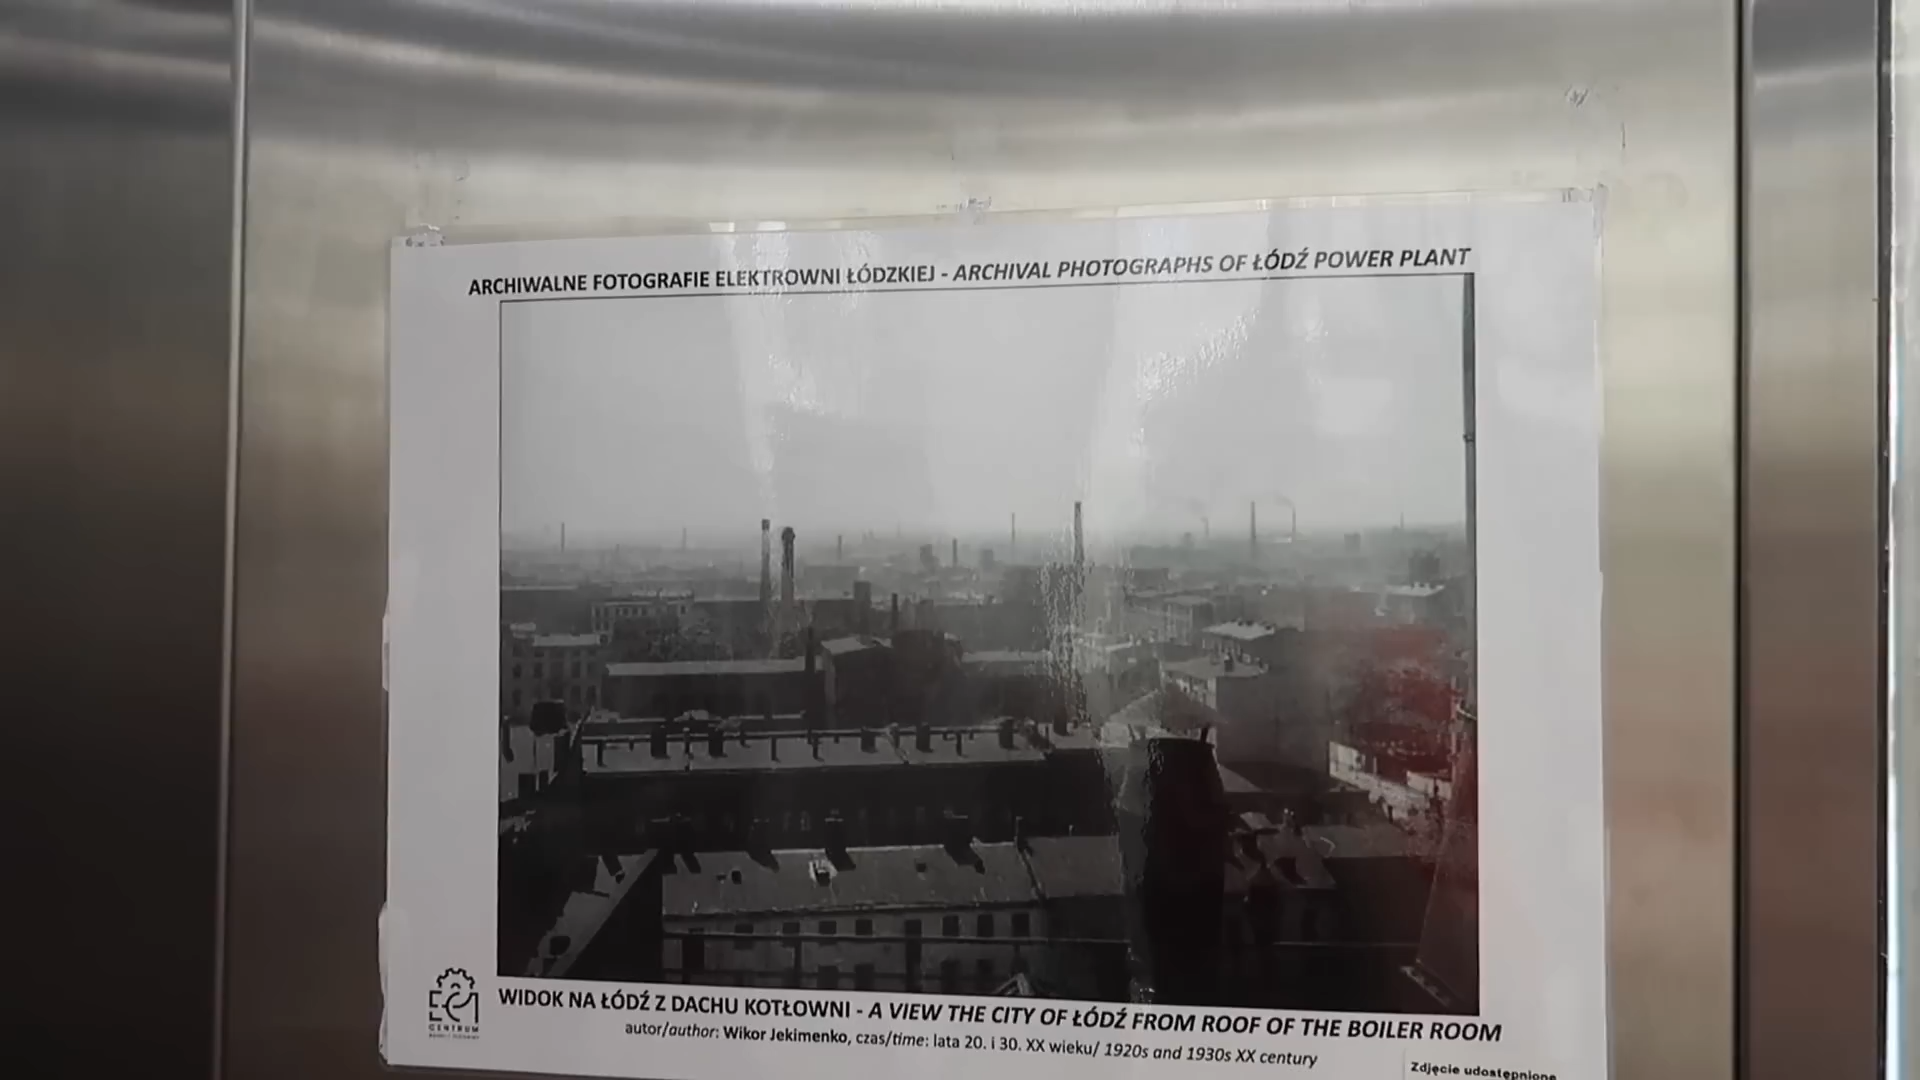 ARCHIWALNE FOTOGRAFIE ELEKTROWNI ŁÓDZKIEJ - ARCHIVAL PHOTOGRAPHS OF ŁÓDŹ POWER PLANT
EC1
CENTRUM
WIDOK NA ŁÓDŹ Z DACHU KOTŁOWNI - A VIEW THE CITY OF ŁÓDŹ FROM ROOF OF THE BOILER ROOM
autor/author: Wikor Jekimenko, czas/time: lata 20. i 30. XX wieku/ 1920s and 1930s XX century
Zdjęcie udostępnione